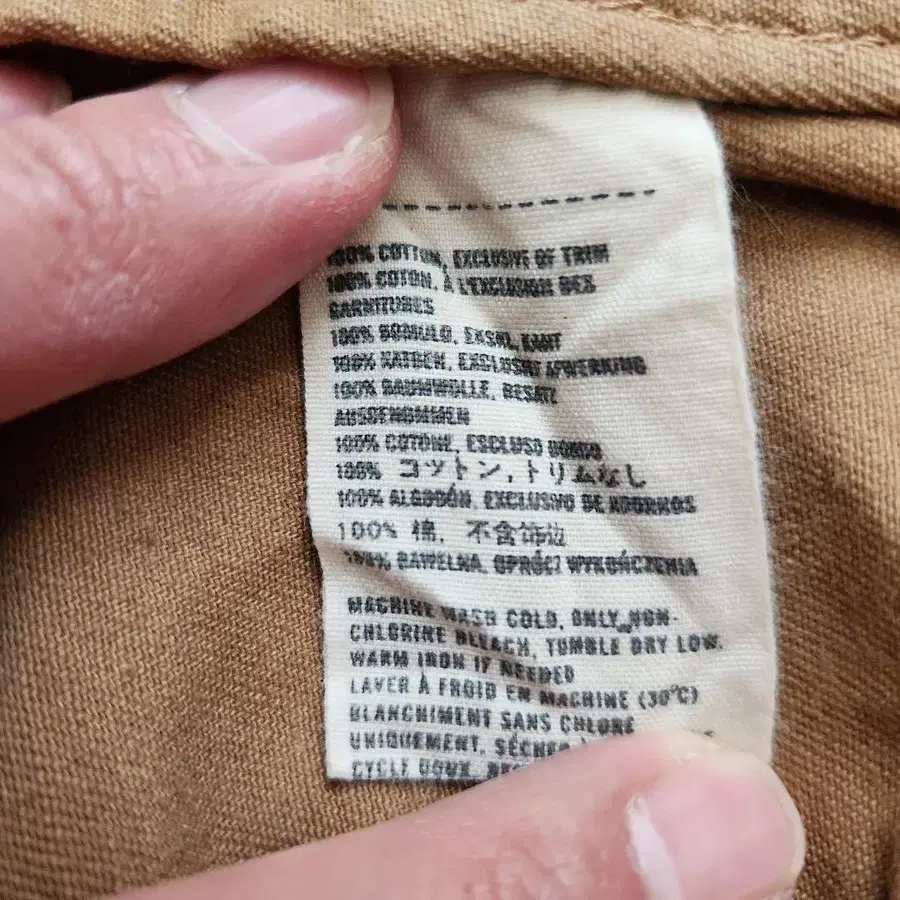 100% COTTON, EXCLUSIVE OF TRIM
100% COTON, À L'EXCLUSION DES
GARNITURES
100% BOMULD, EKSKL. KANT
100% KATOEN, EXCLUSIEF AFWERKING
100% BAUMWOLLE, BESATZ
AUSGENOMMEN
100% COTONE, ESCLUSO BORDO
100% コットン, トリムなし
100% ALGODÓN, EXCLUSIVO DE ADORNOS
100% 棉, 不含饰边
100% BAWEŁNA, OPRÓCZ WYKOŃCZENIA
MACHINE WASH COLD, ONLY NON-
CHLORINE BLEACH, TUMBLE DRY LOW.
WARM IRON IF NEEDED
LAVER À FROID EN MACHINE (30°C)
BLANCHIMENT SANS CHLORE
UNIQUEMENT. SÉCHER
CYCLE DOUX.